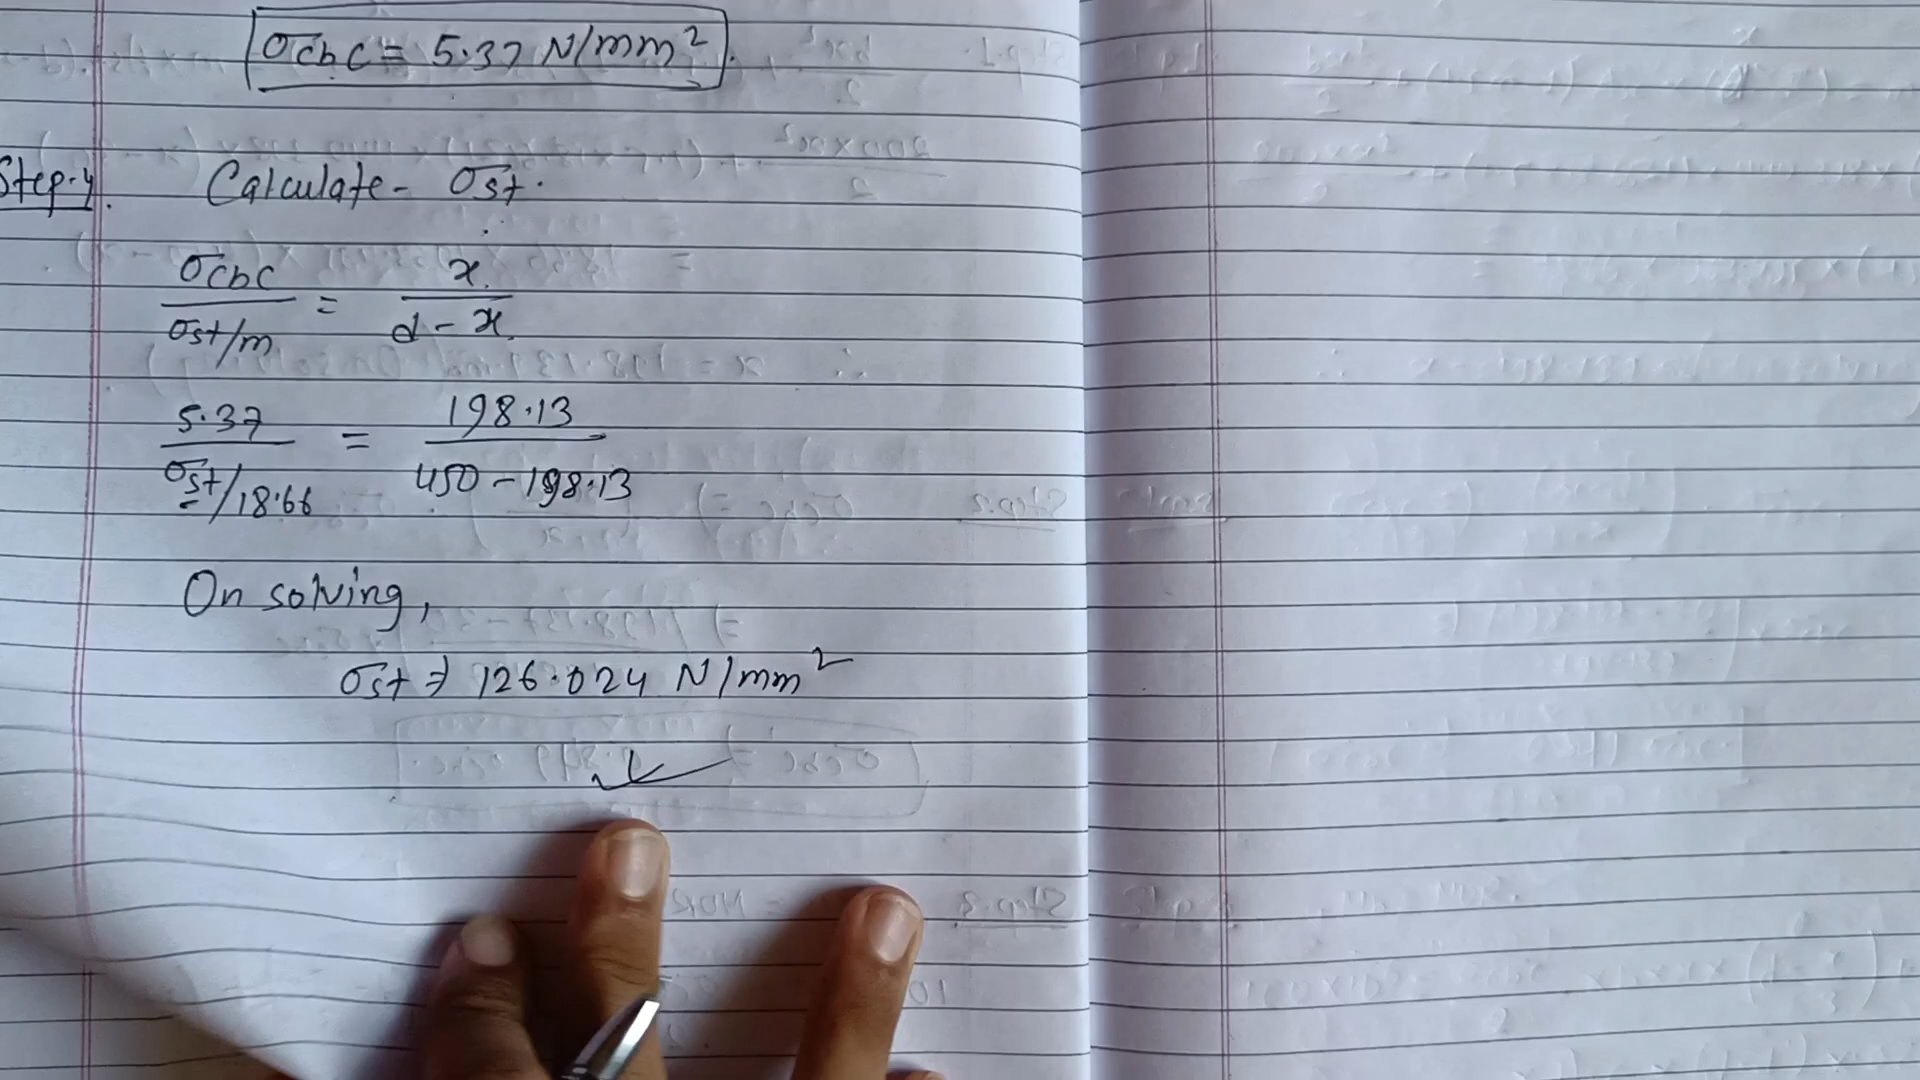 σcbc = 5.37 N/mm².
Step-4. Calculate - σst.
σcbc / σst/m = x / d - x
5.37 / σst/18.66 = 198.13 / 450 - 198.13
On solving,
σst ⇒ 126.024 N/mm²